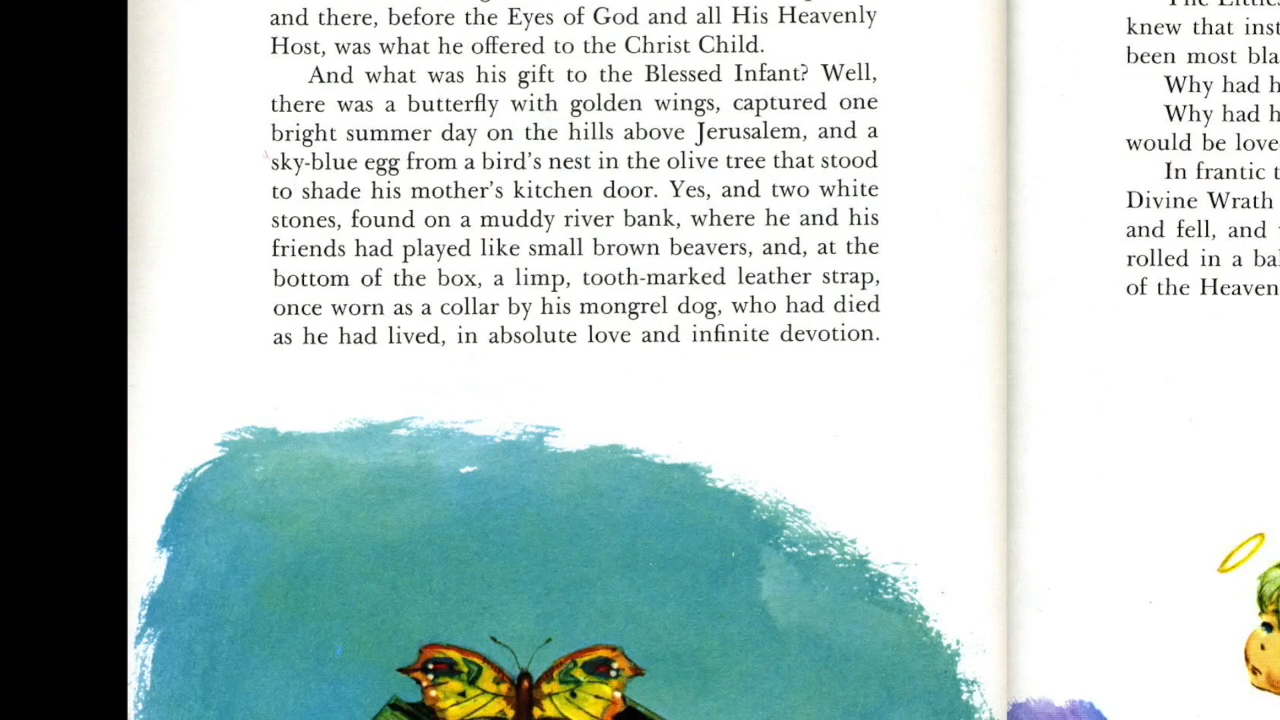 and there, before the Eyes of God and all His Heavenly
Host, was what he offered to the Christ Child.
And what was his gift to the Blessed Infant? Well,
there was a butterfly with golden wings, captured one
bright summer day on the hills above Jerusalem, and a
sky-blue egg from a bird's nest in the olive tree that stood
to shade his mother's kitchen door. Yes, and two white
stones, found on a muddy river bank, where he and his
friends had played like small brown beavers, and, at the
bottom of the box, a limp, tooth-marked leather strap,
once worn as a collar by his mongrel dog, who had died
as he had lived, in absolute love and infinite devotion.
knew that inst
been most bla
Why had h
Why had h
would be love
In frantic t
Divine Wrath
and fell, and
rolled in a bal
of the Heaven